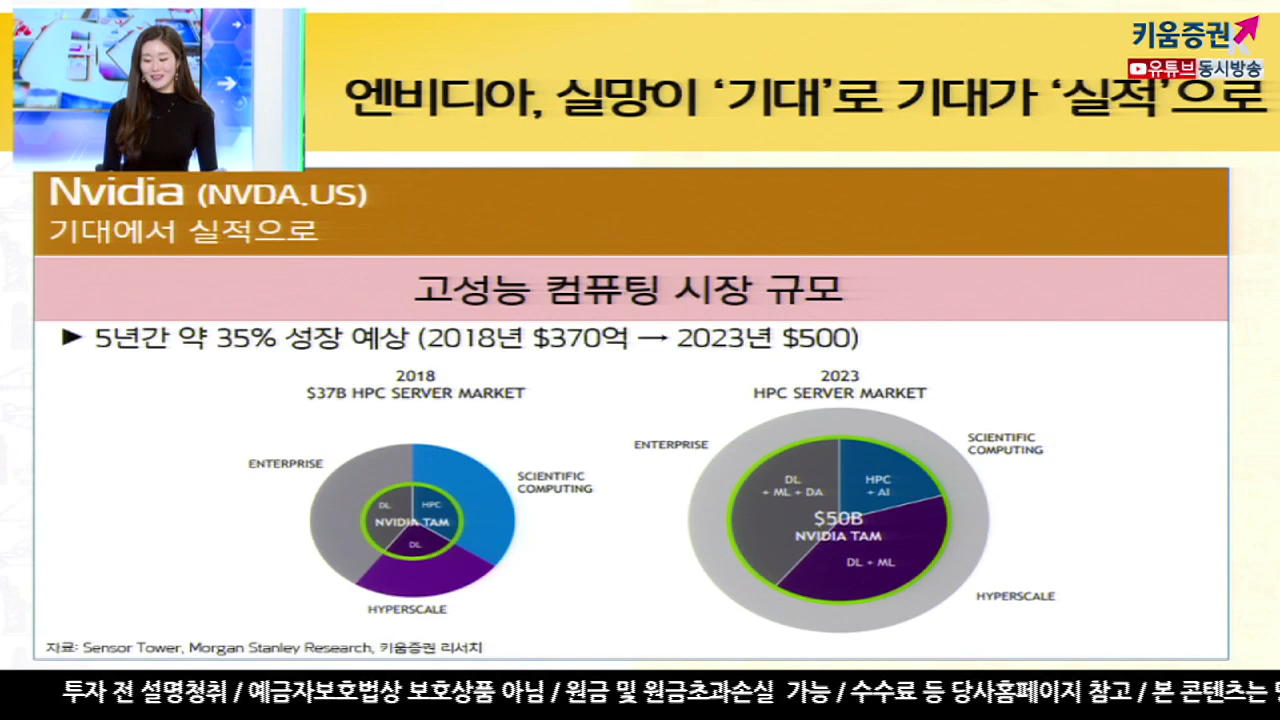 키움증권
유튜브동시방송
엔비디아, 실망이 ‘기대’로 기대가 ‘실적’으로
Nvidia (NVDA.US)
기대에서 실적으로
고성능 컴퓨팅 시장 규모
▶ 5년간 약 35% 성장 예상 (2018년 $370억 → 2023년 $500)
2018
$37B HPC SERVER MARKET
ENTERPRISE
SCIENTIFIC
COMPUTING
DL
HPC
NVIDIA TAM
DL
HYPERSCALE
2023
HPC SERVER MARKET
ENTERPRISE
SCIENTIFIC
COMPUTING
DL
+ ML + DA
HPC
+ AI
$50B
NVIDIA TAM
DL + ML
HYPERSCALE
자료: Sensor Tower, Morgan Stanley Research, 키움증권 리서치
투자 전 설명청취 / 예금자보호법상 보호상품 아님 / 원금 및 원금초과손실 가능 / 수수료 등 당사홈페이지 참고 / 본 콘텐츠는